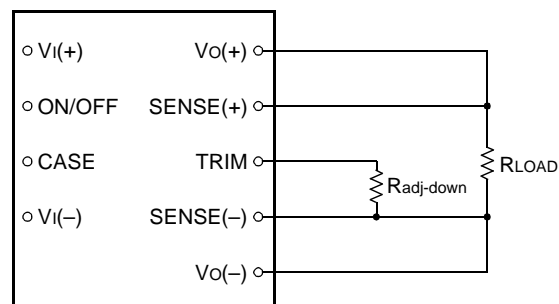 VI(+) VO(+)
ON/OFF SENSE(+)
CASE TRIM RLOAD
Radj-down
VI(–) SENSE(–)
VO(–)